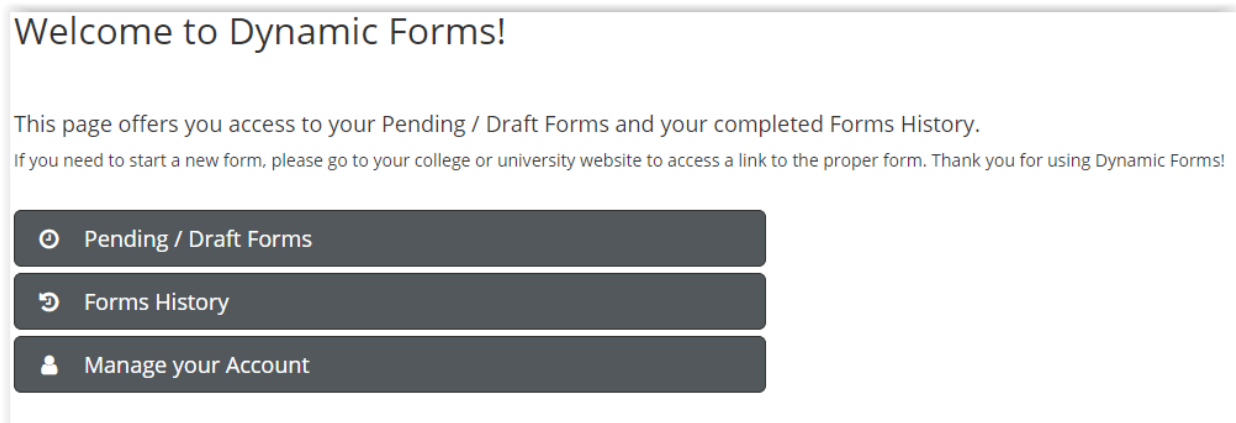 Welcome to Dynamic Forms!
This page offers you access to your Pending / Draft Forms and your completed Forms History.
If you need to start a new form, please go to your college or university website to access a link to the proper form. Thank you for using Dynamic Forms!
Pending / Draft Forms
Forms History
Manage your Account